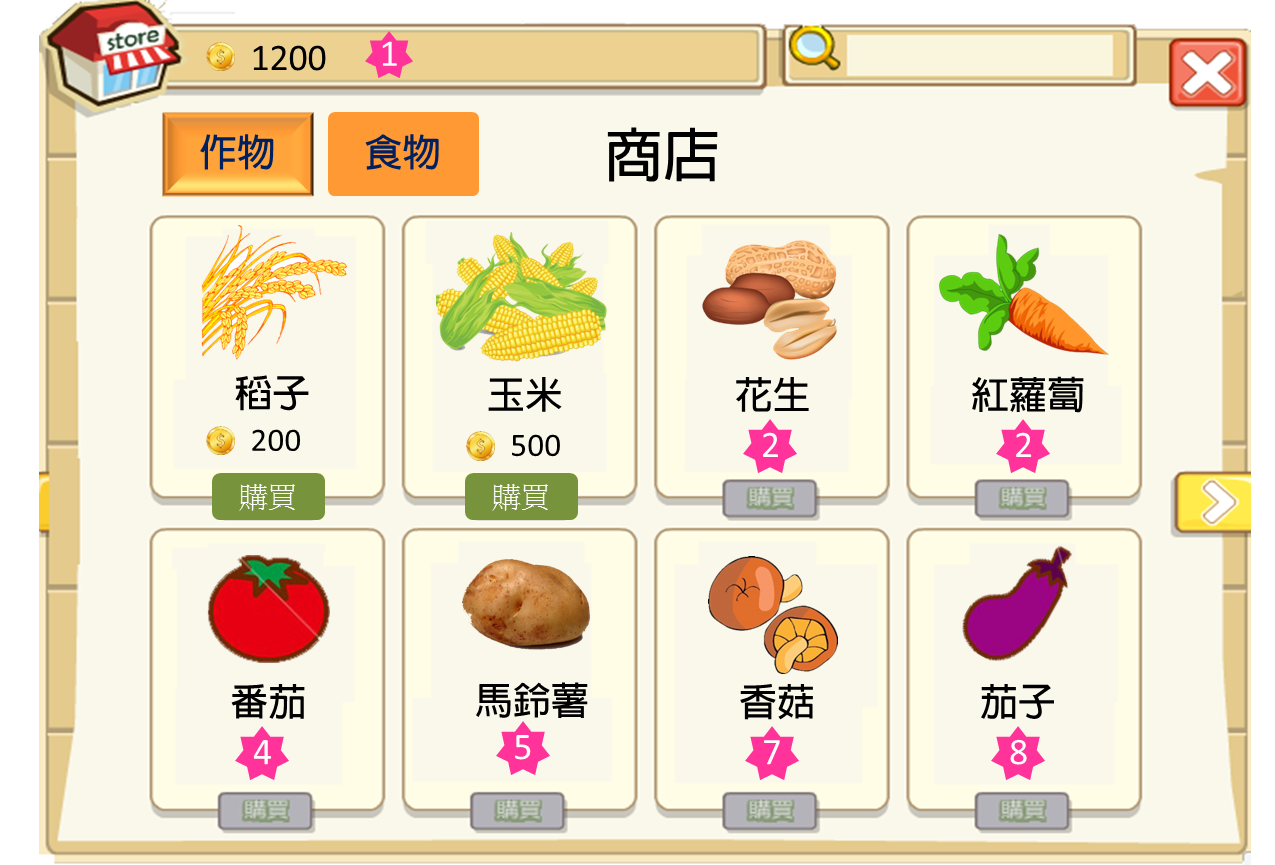 store
1200 1
作物 食物 商店
稻子 玉米 花生 紅蘿蔔
200 500 2 2
購買 購買 購買 購買
番茄 馬鈴薯 香菇 茄子
4 5 7 8
購買 購買 購買 購買